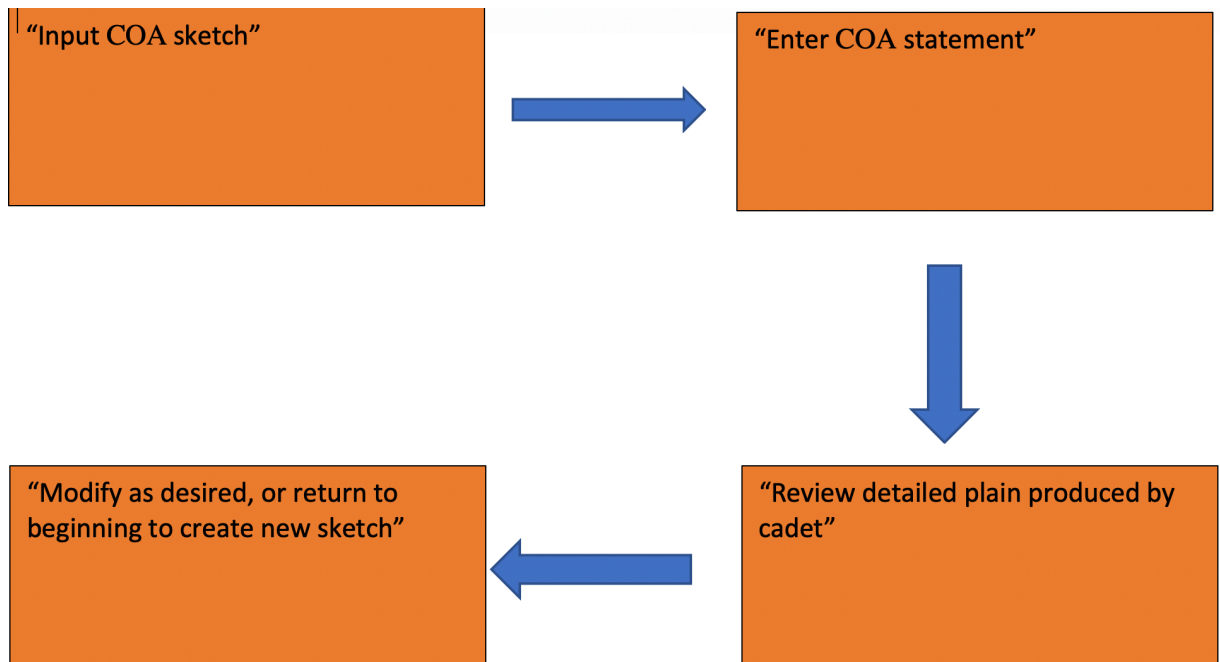 “Input COA sketch”
“Enter COA statement”
“Review detailed plain produced by
cadet”
“Modify as desired, or return to
beginning to create new sketch”